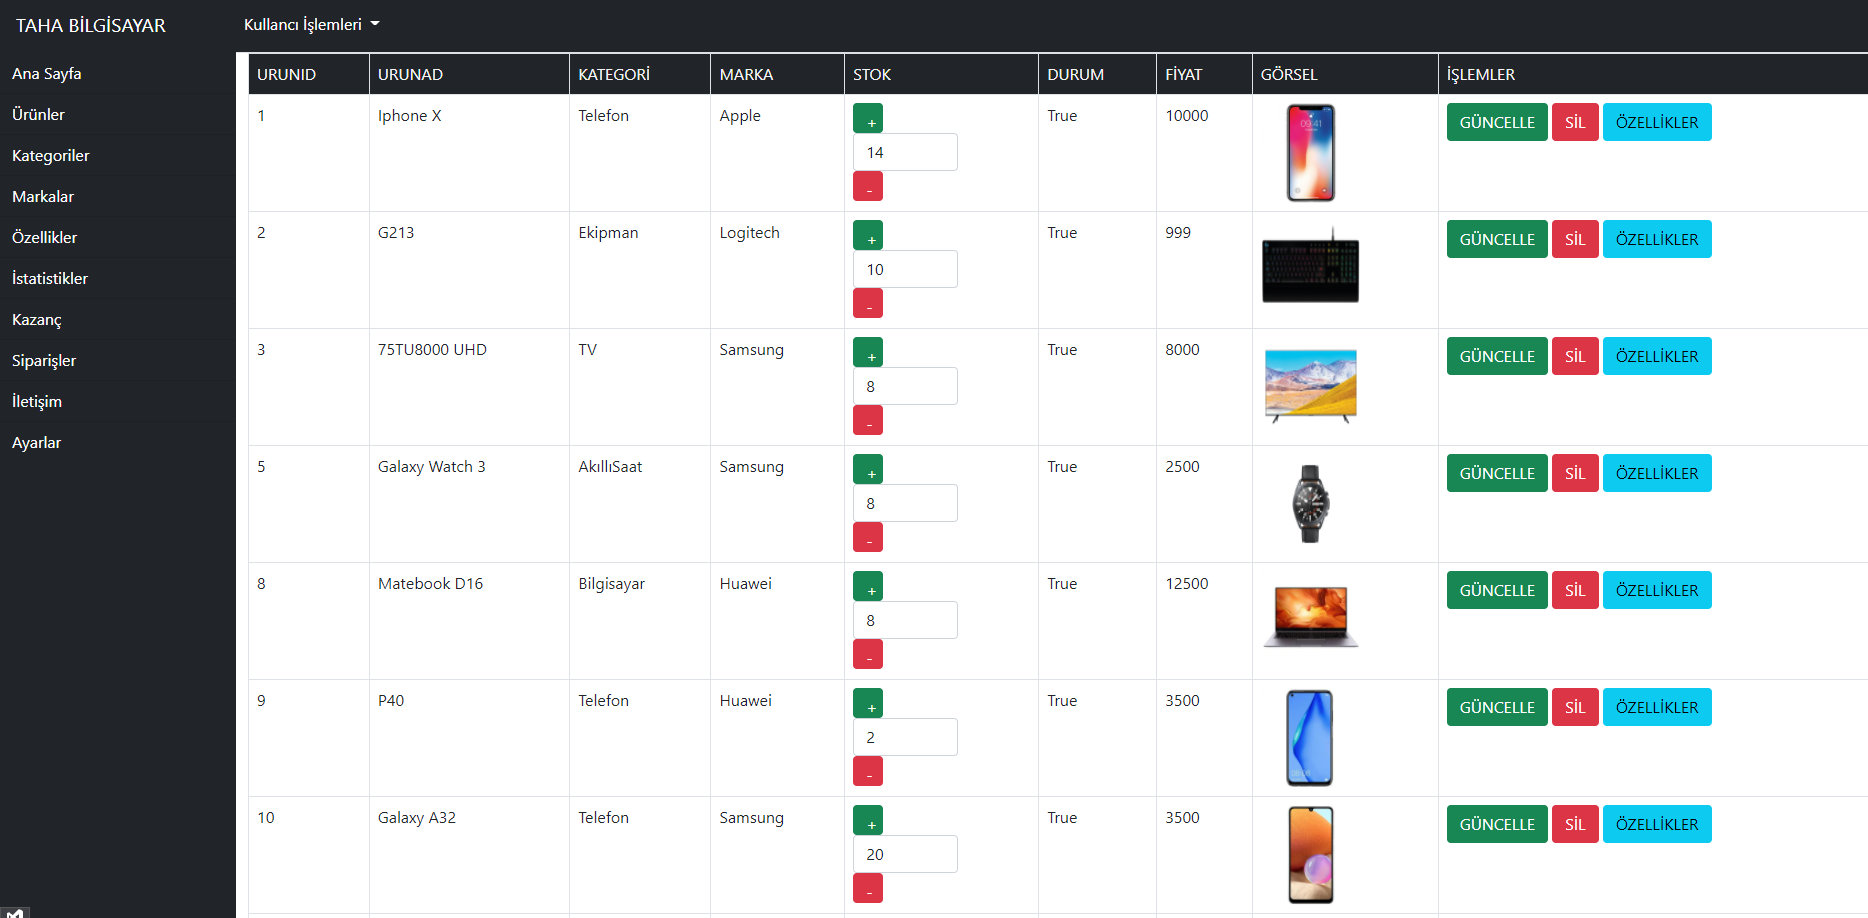 TAHA BİLGİSAYAR
Kullancı İşlemleri
Ana Sayfa
Ürünler
Kategoriler
Markalar
Özellikler
İstatistikler
Kazanç
Siparişler
İletişim
Ayarlar
URUNID URUNAD KATEGORİ MARKA STOK DURUM FİYAT GÖRSEL İŞLEMLER
1 Iphone X Telefon Apple + True 10000 GÜNCELLE SİL ÖZELLİKLER
14
-
2 G213 Ekipman Logitech + True 999 GÜNCELLE SİL ÖZELLİKLER
10
-
3 75TU8000 UHD TV Samsung + True 8000 GÜNCELLE SİL ÖZELLİKLER
8
-
5 Galaxy Watch 3 AkıllıSaat Samsung + True 2500 GÜNCELLE SİL ÖZELLİKLER
8
-
8 Matebook D16 Bilgisayar Huawei + True 12500 GÜNCELLE SİL ÖZELLİKLER
8
-
9 P40 Telefon Huawei + True 3500 GÜNCELLE SİL ÖZELLİKLER
2
-
10 Galaxy A32 Telefon Samsung + True 3500 GÜNCELLE SİL ÖZELLİKLER
20
-